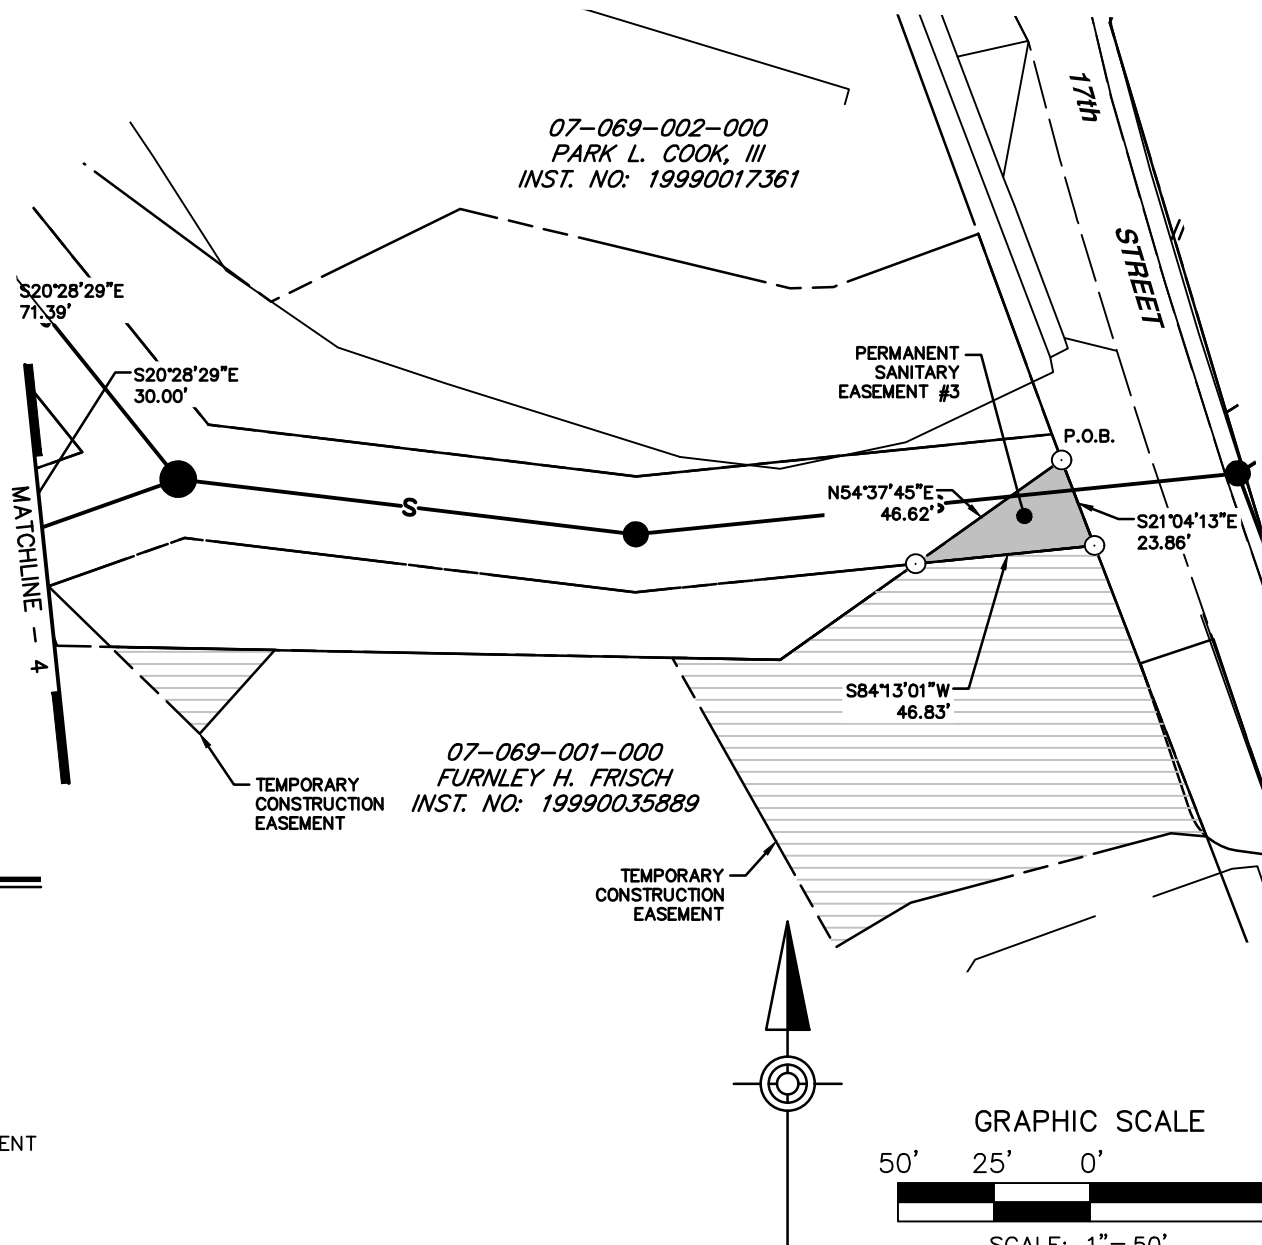 07-069-002-000
PARK L. COOK, III
INST. NO: 19990017361
17th
STREET
S20°28'29"E
71.39'
S20°28'29"E
30.00'
PERMANENT
SANITARY
EASEMENT #3
P.O.B.
N54°37'45"E
46.62'
S
S
S21°04'13"E
23.86'
MATCHLINE - 4
S84°13'01"W
46.83'
07-069-001-000
FURNLEY H. FRISCH
INST. NO: 19990035889
TEMPORARY
CONSTRUCTION
EASEMENT
TEMPORARY
CONSTRUCTION
EASEMENT
ENT
GRAPHIC SCALE
50' 25' 0'
SCALE: 1"=50'